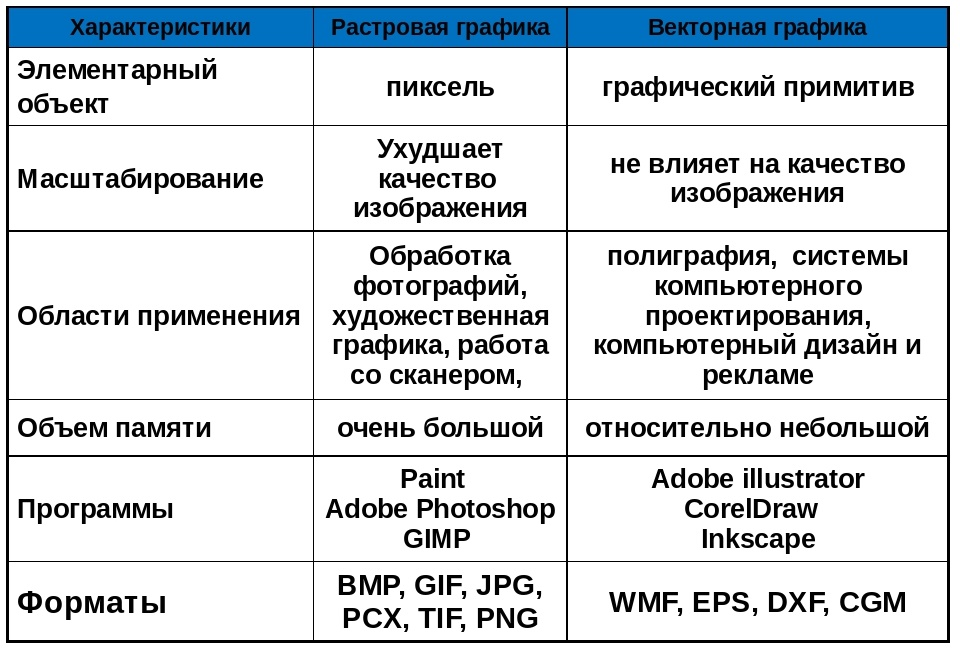 Характеристики
Растровая графика
Векторная графика
Элементарный
объект
пиксель
графический примитив
Масштабирование
Ухудшает
качество
изображения
не влияет на качество
изображения
Области применения
Обработка
фотографий,
художественная
графика, работа
со сканером,
полиграфия, системы
компьютерного
проектирования,
компьютерный дизайн и
рекламе
Объем памяти
очень большой
относительно небольшой
Программы
Paint
Adobe Photoshop
GIMP
Adobe illustrator
CorelDraw
Inkscape
Форматы
BMP, GIF, JPG,
PCX, TIF, PNG
WMF, EPS, DXF, CGM